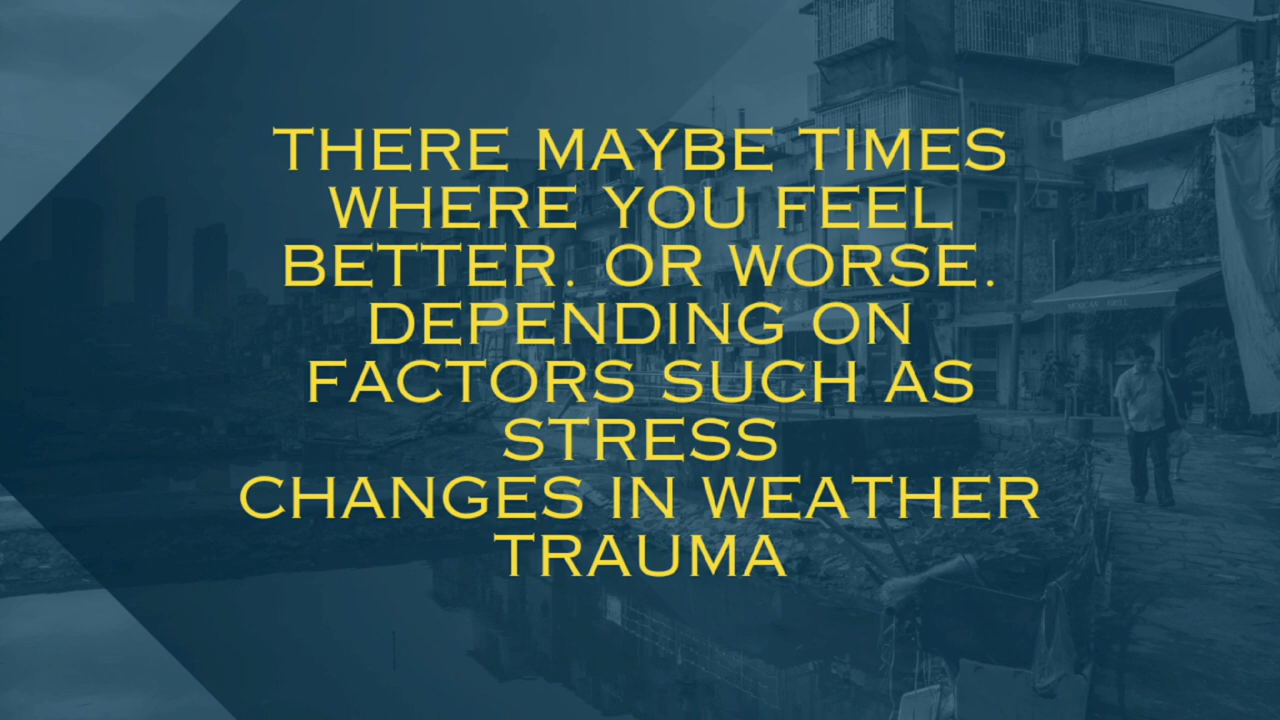 THERE MAYBE TIMES
WHERE YOU FEEL
BETTER. OR WORSE.
DEPENDING ON
FACTORS SUCH AS
STRESS
CHANGES IN WEATHER
TRAUMA